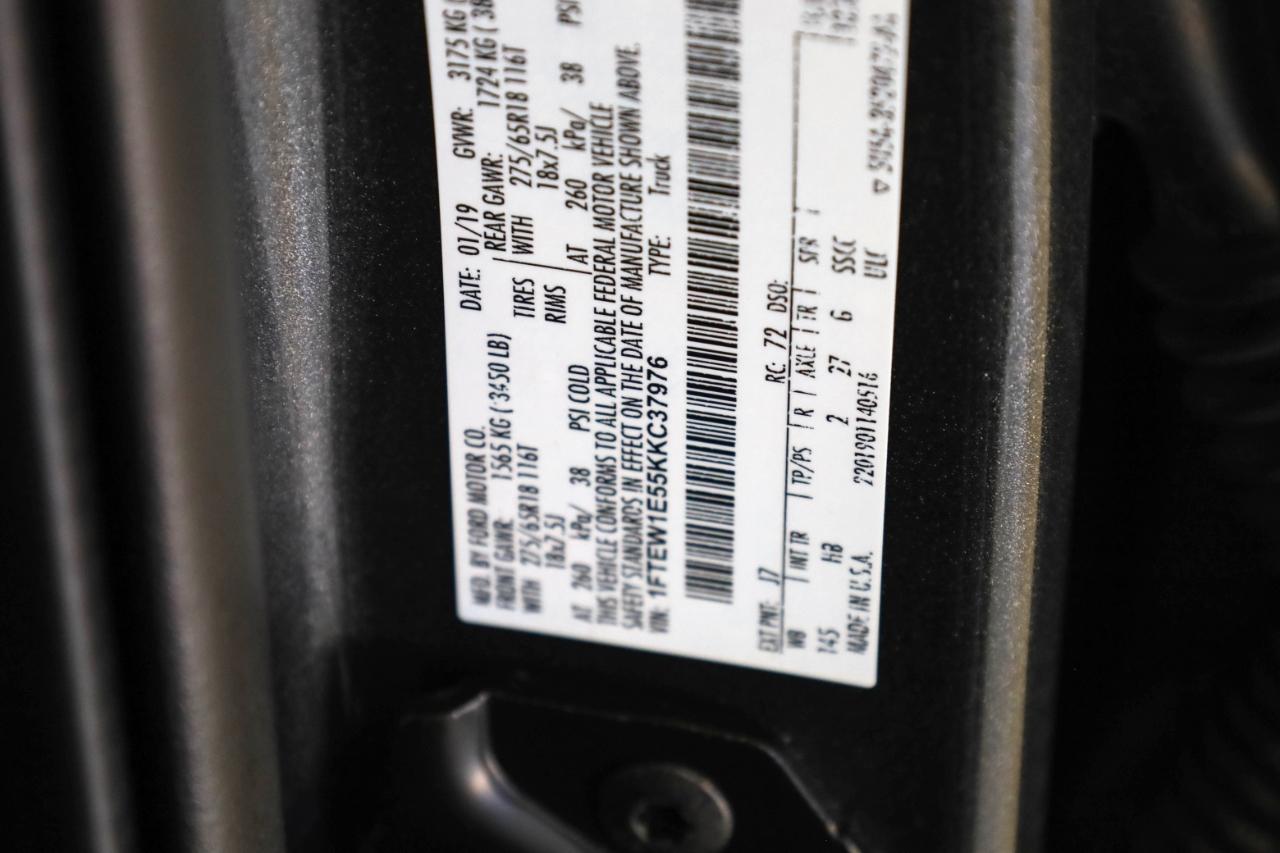 MFD. BY FORD MOTOR CO.
DATE: 01/19 GVWR: 3175 KG (
FRONT GAWR: 1565 KG ( 3450 LB)
REAR GAWR: 1724 KG ( 38
WITH 275/65R18 116T
TIRES WITH 275/65R18 116T
18x7.5J
RIMS 18x7.5J
AT 260 kPa/ 38 PSI COLD
AT 260 kPa/ 38 PSI
THIS VEHICLE CONFORMS TO ALL APPLICABLE FEDERAL MOTOR VEHICLE
SAFETY STANDARDS IN EFFECT ON THE DATE OF MANUFACTURE SHOWN ABOVE.
VIN: 1FTEW1E55KKC37976 TYPE: Truck
EXT PNT: J7 RC: 72 DSO:
WB INT TR TP/PS R AXLE TR SPR
145 HB 2 27 6 SSCC
MADE IN U.S.A. 2201901140516 ULC